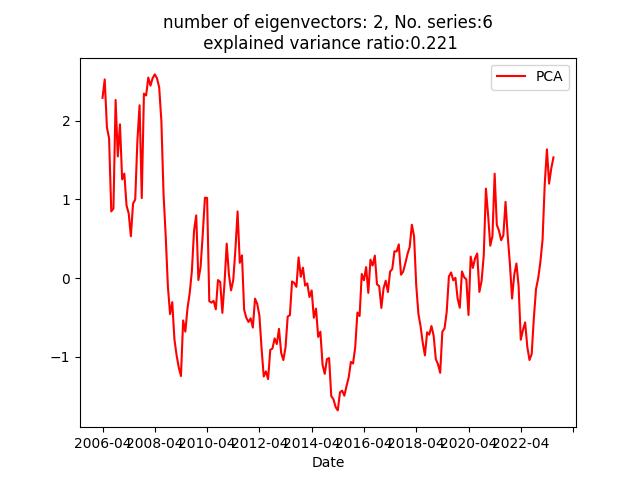 number of eigenvectors: 2, No. series:6
explained variance ratio:0.221
PCA
2
1
0
−1
2006-04 2008-04 2010-04 2012-04 2014-04 2016-04 2018-04 2020-04 2022-04
Date